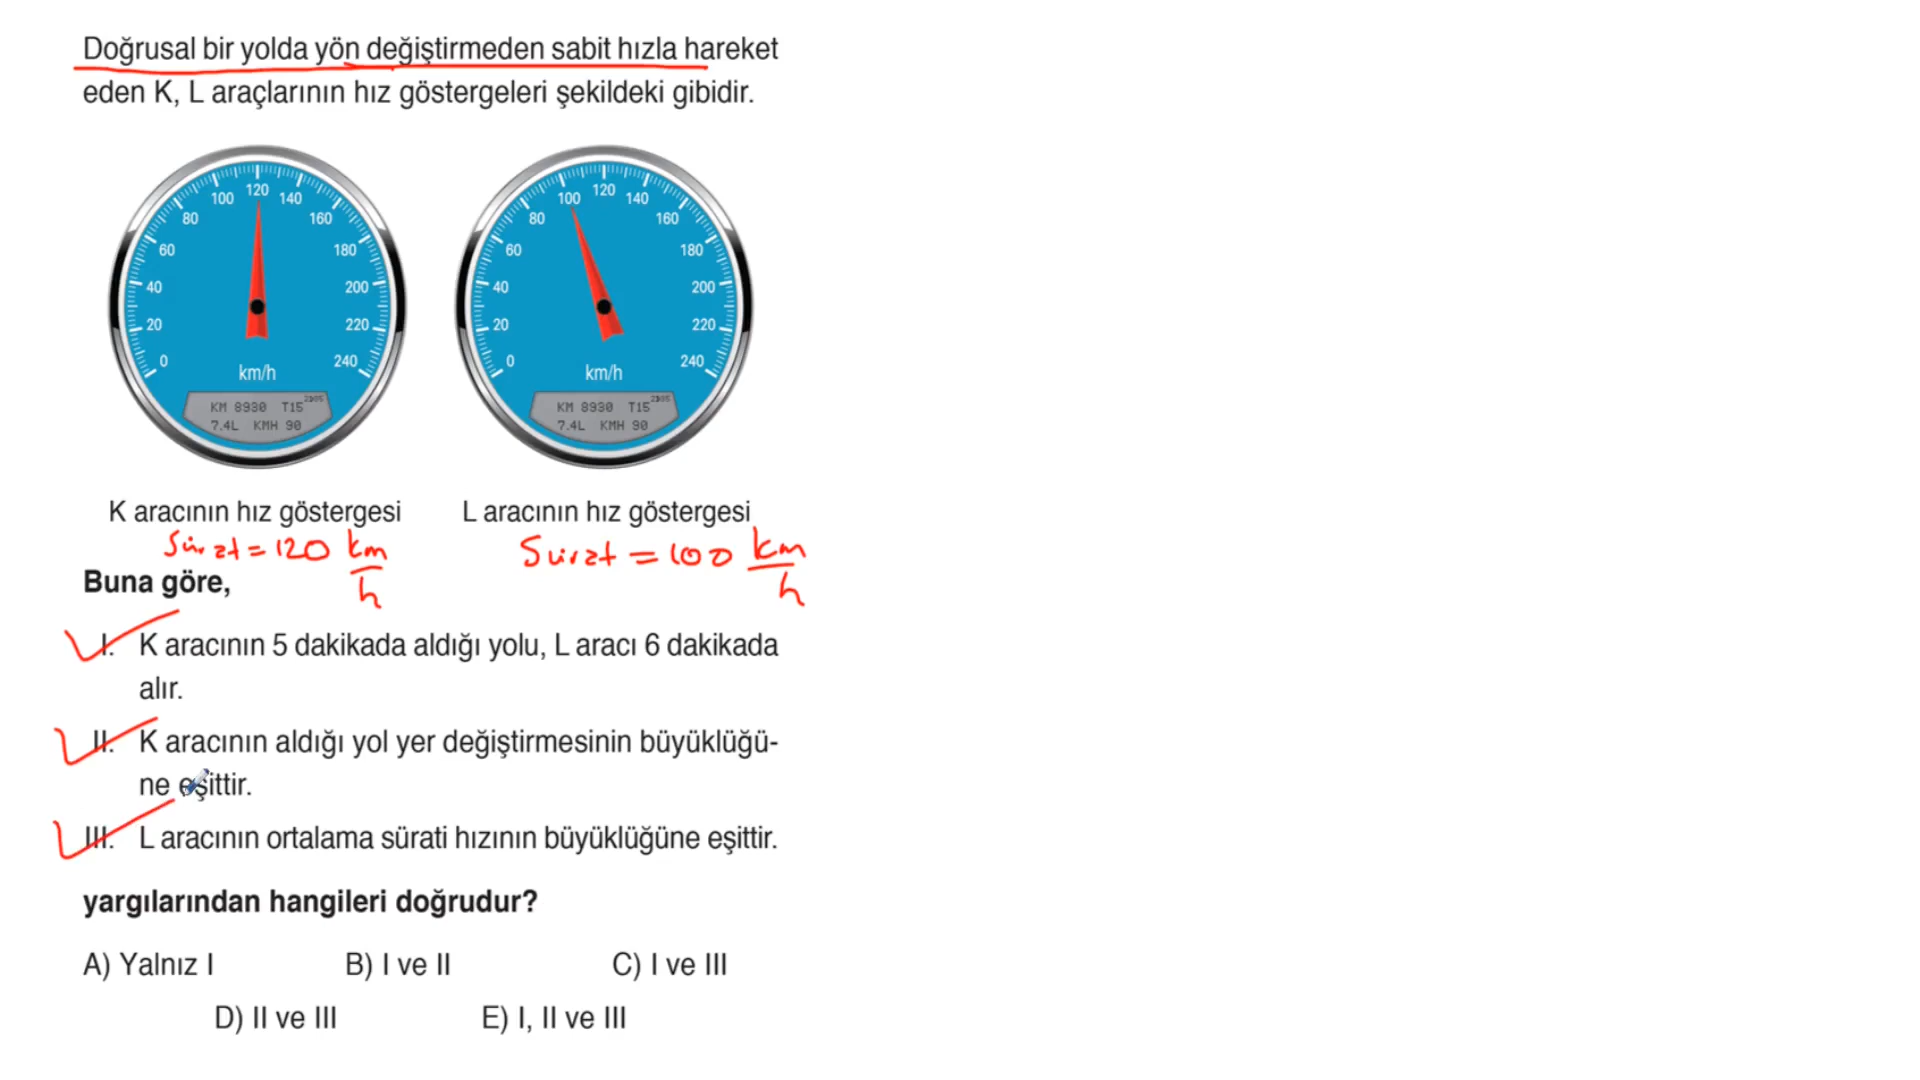 Doğrusal bir yolda yön değiştirmeden sabit hızla hareket
eden K, L araçlarının hız göstergeleri şekildeki gibidir.
0 20 40 60 80 100 120 140 160 180 200 220 240
km/h
KM 8930 T15
7.4L KMH 90
0 20 40 60 80 100 120 140 160 180 200 220 240
km/h
KM 8930 T15
7.4L KMH 90
K aracının hız göstergesi
L aracının hız göstergesi
Sürat = 120 km/h
Sürat = 100 km/h
Buna göre,
I. K aracının 5 dakikada aldığı yolu, L aracı 6 dakikada
alır.
II. K aracının aldığı yol yer değiştirmesinin büyüklüğü-
ne eşittir.
III. L aracının ortalama sürati hızının büyüklüğüne eşittir.
yargılarından hangileri doğrudur?
A) Yalnız I B) I ve II C) I ve III
D) II ve III E) I, II ve III